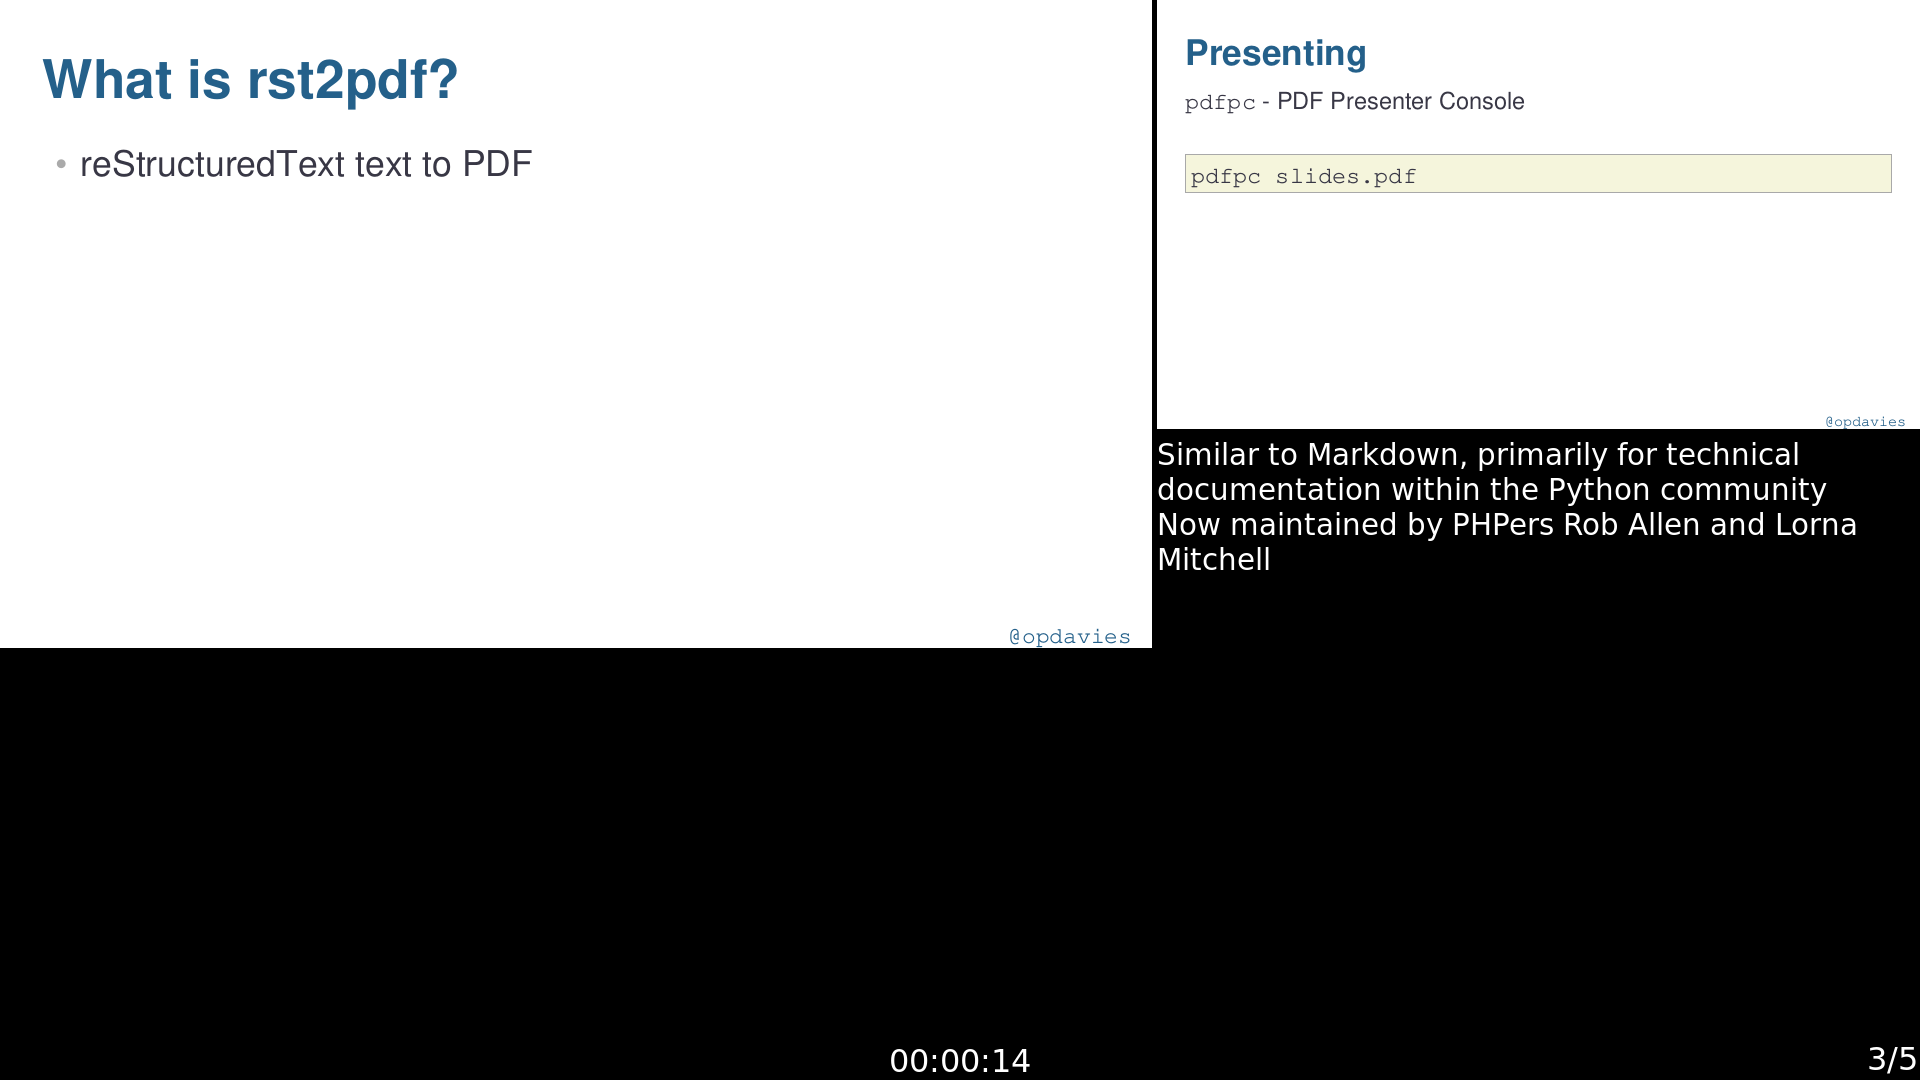 What is rst2pdf?
• reStructuredText text to PDF
@opdavies
Presenting
pdfpc - PDF Presenter Console
pdfpc slides.pdf
@opdavies
Similar to Markdown, primarily for technical
documentation within the Python community
Now maintained by PHPers Rob Allen and Lorna
Mitchell
00:00:14
3/5